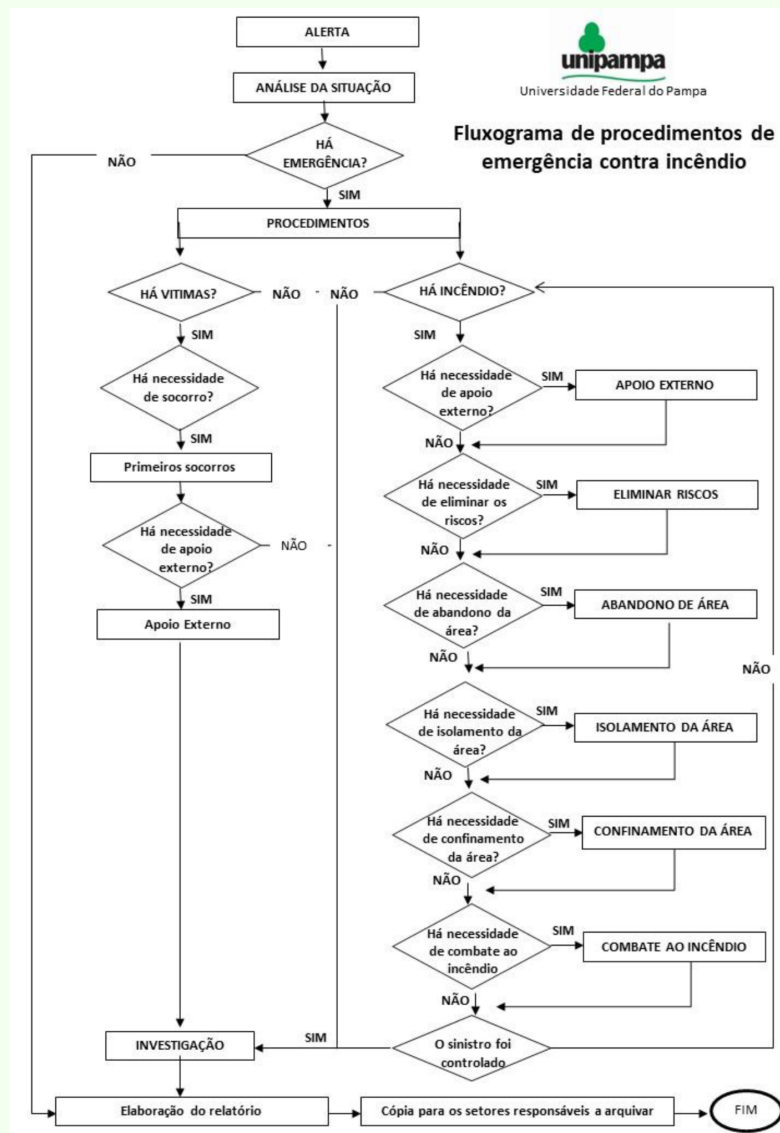 ALERTA
unipampa
Universidade Federal do Pampa
ANÁLISE DA SITUAÇÃO
Fluxograma de procedimentos de
emergência contra incêndio
HÁ
EMERGÊNCIA?
NÃO
SIM
PROCEDIMENTOS
HÁ VITIMAS?
NÃO
-
NÃO
HÁ INCÊNDIO?
SIM
SIM
Há necessidade
de socorro?
SIM
Primeiros socorros
Há necessidade
de apoio
externo?
NÃO
-
SIM
Apoio Externo
Há necessidade
de apoio
externo?
SIM
APOIO EXTERNO
NÃO
Há necessidade
de eliminar os
riscos?
SIM
ELIMINAR RISCOS
NÃO
Há necessidade
de abandono da
área?
SIM
ABANDONO DE ÁREA
NÃO
NÃO
Há necessidade
de isolamento da
área?
SIM
ISOLAMENTO DA ÁREA
NÃO
Há necessidade
de confinamento
da área?
SIM
CONFINAMENTO DA ÁREA
NÃO
Há necessidade
de combate ao
incêndio
SIM
COMBATE AO INCÊNDIO
NÃO
O sinistro foi
controlado
SIM
INVESTIGAÇÃO
Elaboração do relatório
Cópia para os setores responsáveis a arquivar
FIM